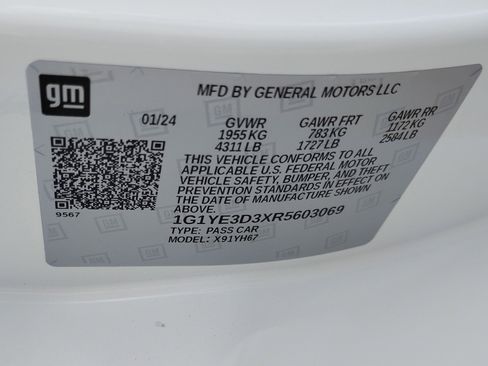 gm
MFD BY GENERAL MOTORS LLC
01/24 GVWR GAWR FRT GAWR RR
1955 KG 783 KG 1172 KG
4311 LB 1727 LB 2584 LB
THIS VEHICLE CONFORMS TO ALL
APPLICABLE U.S. FEDERAL MOTOR
VEHICLE SAFETY, BUMPER, AND THEFT
PREVENTION STANDARDS IN EFFECT ON
THE DATE OF MANUFACTURE SHOWN
ABOVE.
9567
1G1YE3D3XR5603069
TYPE: PASS CAR
MODEL: X91YH67